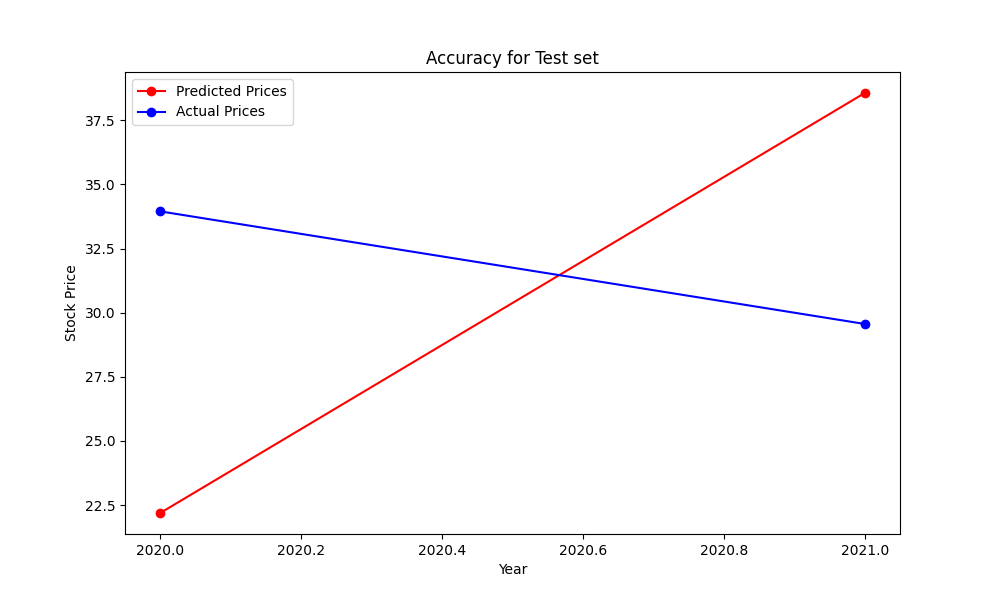 Accuracy for Test set
Predicted Prices
Actual Prices
37.5
35.0
32.5
30.0
27.5
25.0
22.5
Stock Price
2020.0 2020.2 2020.4 2020.6 2020.8 2021.0
Year